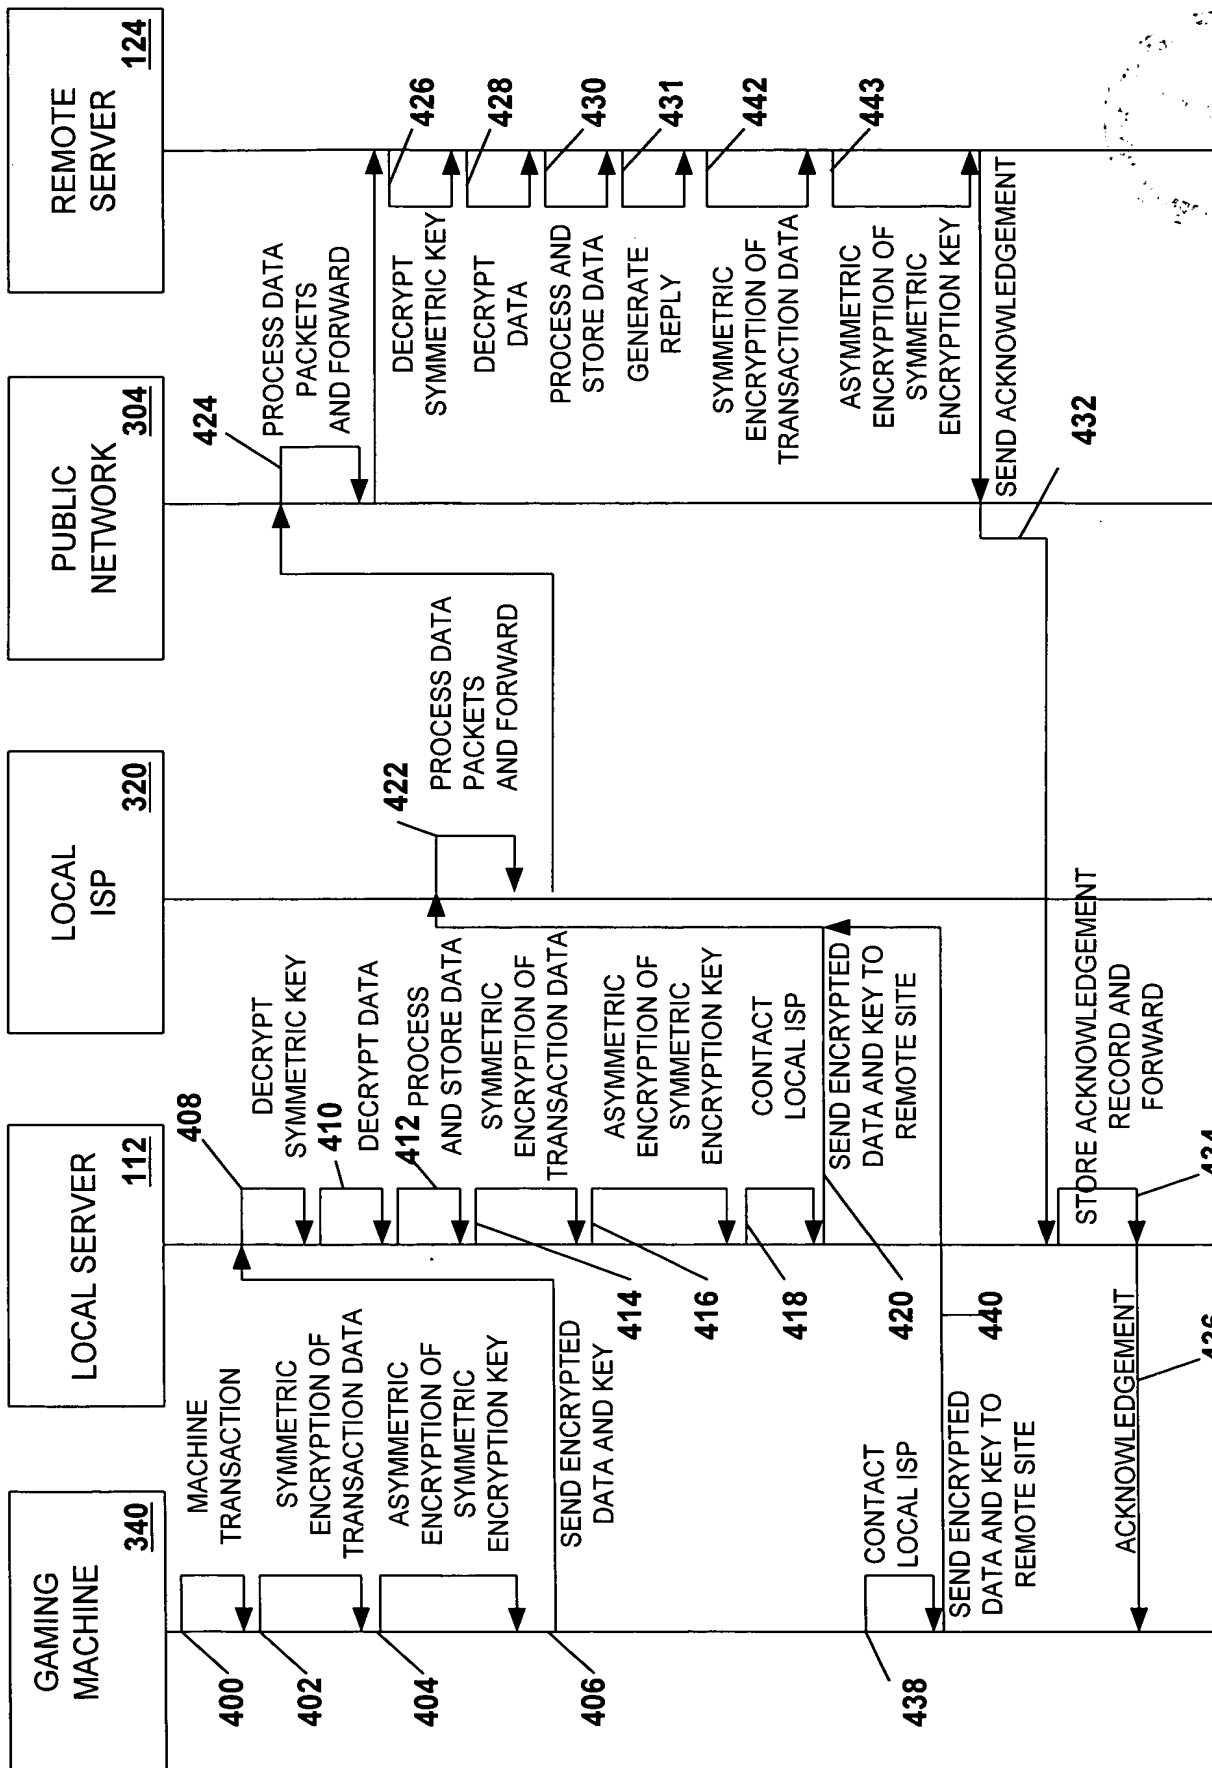 GAMING
MACHINE
340
LOCAL SERVER
112
LOCAL
ISP
320
PUBLIC
NETWORK
304
REMOTE
SERVER
124
400
MACHINE
TRANSACTION
402
SYMMETRIC
ENCRYPTION OF
TRANSACTION DATA
404
ASYMMETRIC
ENCRYPTION OF
SYMMETRIC
ENCRYPTION KEY
406
SEND ENCRYPTED
DATA AND KEY
408
DECRYPT
SYMMETRIC KEY
410
DECRYPT DATA
412
PROCESS
AND STORE DATA
414
SYMMETRIC
ENCRYPTION OF
TRANSACTION DATA
416
ASYMMETRIC
ENCRYPTION OF
SYMMETRIC
ENCRYPTION KEY
418
CONTACT
LOCAL ISP
420
SEND ENCRYPTED
DATA AND KEY TO
REMOTE SITE
422
PROCESS DATA
PACKETS
AND FORWARD
424
PROCESS DATA
PACKETS
AND FORWARD
426
DECRYPT
SYMMETRIC KEY
428
DECRYPT
DATA
430
PROCESS AND
STORE DATA
431
GENERATE
REPLY
442
SYMMETRIC
ENCRYPTION OF
TRANSACTION DATA
443
ASYMMETRIC
ENCRYPTION OF
SYMMETRIC
ENCRYPTION KEY
SEND ACKNOWLEDGEMENT
432
438
CONTACT
LOCAL ISP
440
SEND ENCRYPTED
DATA AND KEY TO
REMOTE SITE
STORE ACKNOWLEDGEMENT
RECORD AND
FORWARD
ACKNOWLEDGEMENT